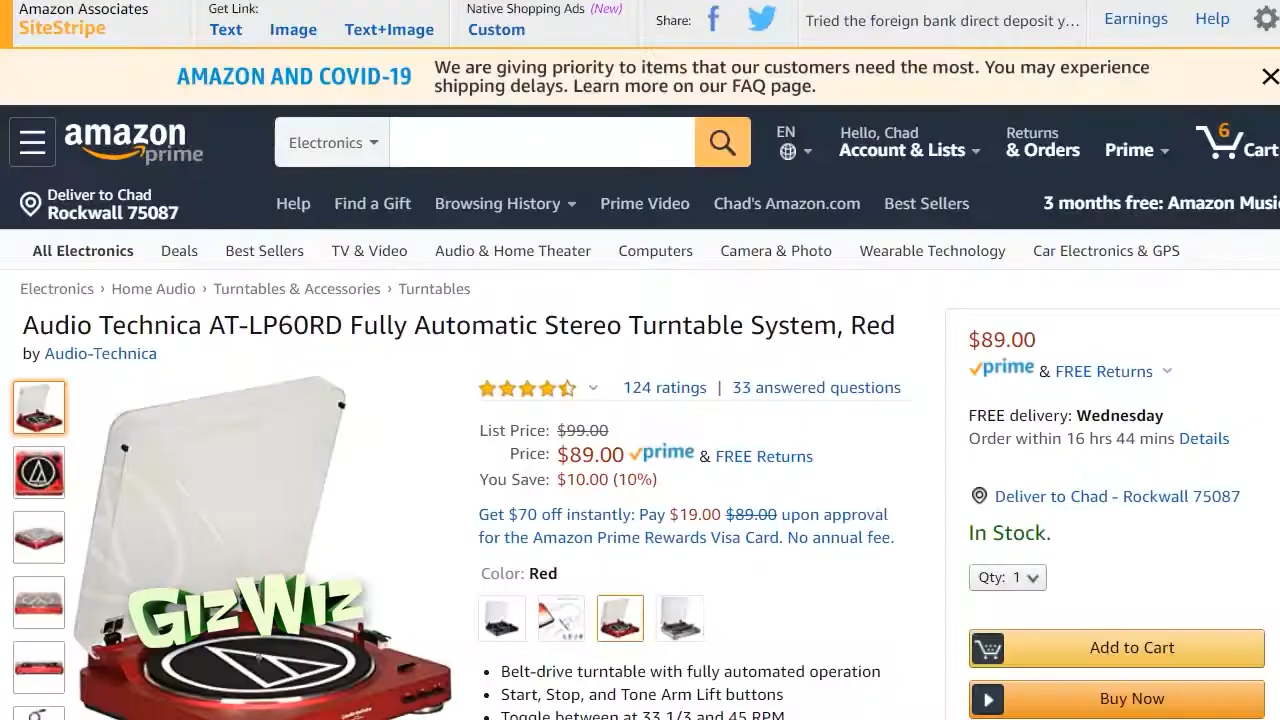 Amazon Associates
SiteStripe
Get Link:
Text Image Text+Image
Native Shopping Ads (New)
Custom
Share:
Tried the foreign bank direct deposit y...
Earnings Help
AMAZON AND COVID-19
We are giving priority to items that our customers need the most. You may experience
shipping delays. Learn more on our FAQ page.
amazon
prime
Electronics
EN
Hello, Chad
Account & Lists
Returns
& Orders
Prime
6
Cart
Deliver to Chad
Rockwall 75087
Help Find a Gift Browsing History Prime Video Chad's Amazon.com Best Sellers
3 months free: Amazon Musi
All Electronics Deals Best Sellers TV & Video Audio & Home Theater Computers Camera & Photo Wearable Technology Car Electronics & GPS
Electronics › Home Audio › Turntables & Accessories › Turntables
Audio Technica AT-LP60RD Fully Automatic Stereo Turntable System, Red
by Audio-Technica
124 ratings | 33 answered questions
List Price: $99.00
Price: $89.00 prime & FREE Returns
You Save: $10.00 (10%)
Get $70 off instantly: Pay $19.00 $89.00 upon approval
for the Amazon Prime Rewards Visa Card. No annual fee.
Color: Red
Belt-drive turntable with fully automated operation
Start, Stop, and Tone Arm Lift buttons
Toggle between at 33 1/3 and 45 RPM
GizWiz
$89.00
prime & FREE Returns
FREE delivery: Wednesday
Order within 16 hrs 44 mins Details
Deliver to Chad - Rockwall 75087
In Stock.
Qty: 1
Add to Cart
Buy Now